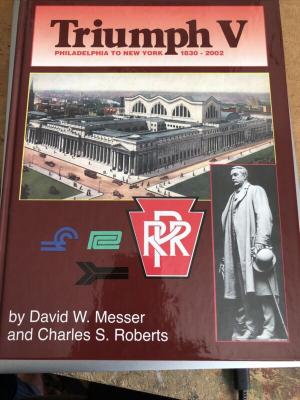 Triumph V
PHILADELPHIA TO NEW YORK 1830 - 2002
PRR
by David W. Messer
and Charles S. Roberts